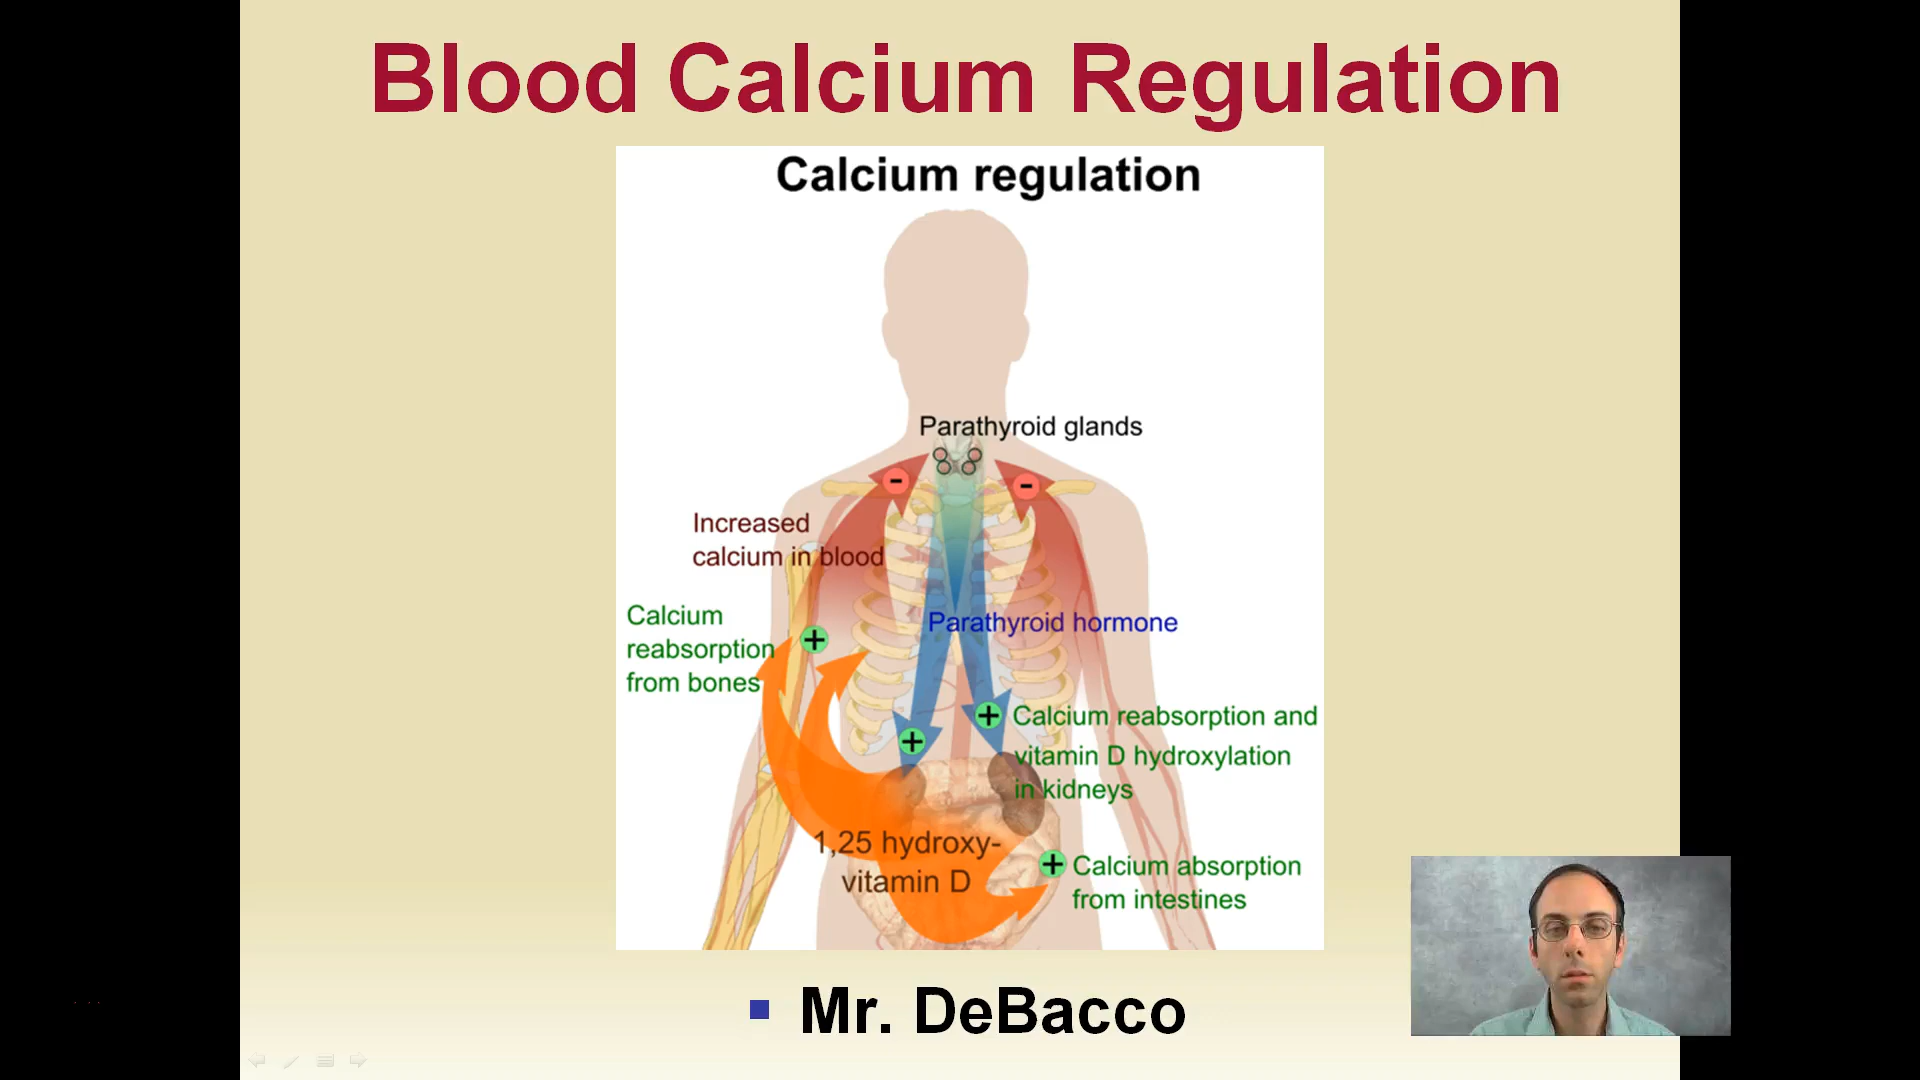 Blood Calcium Regulation
Calcium regulation
Parathyroid glands
-
-
Increased
calcium in blood
Calcium
reabsorption
from bones
+
Parathyroid hormone
+
+
Calcium reabsorption and
vitamin D hydroxylation
in kidneys
1,25 hydroxy-
vitamin D
+
Calcium absorption
from intestines
Mr. DeBacco